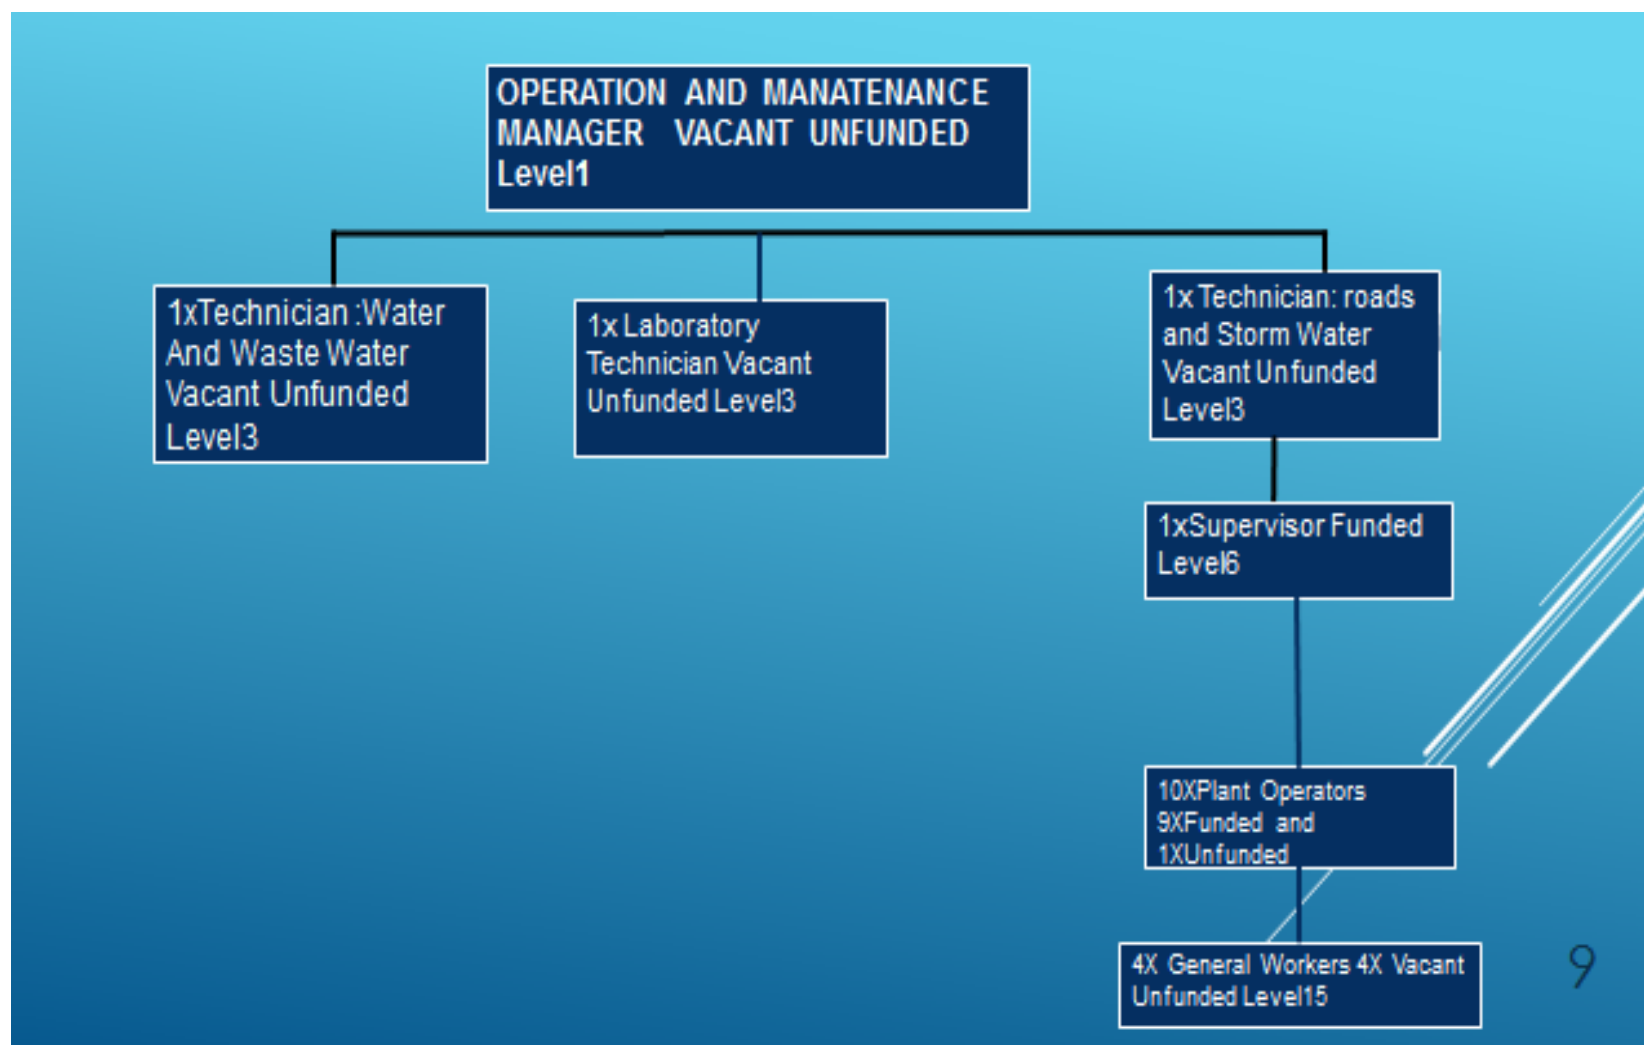 OPERATION AND MANATENANCE
MANAGER VACANT UNFUNDED
Level1
1xTechnician :Water
And Waste Water
Vacant Unfunded
Level3
1x Laboratory
Technician Vacant
Unfunded Level3
1x Technician: roads
and Storm Water
Vacant Unfunded
Level3
1xSupervisor Funded
Level6
10XPlant Operators
9XFunded and
1XUnfunded
4X General Workers 4X Vacant
Unfunded Level15
9